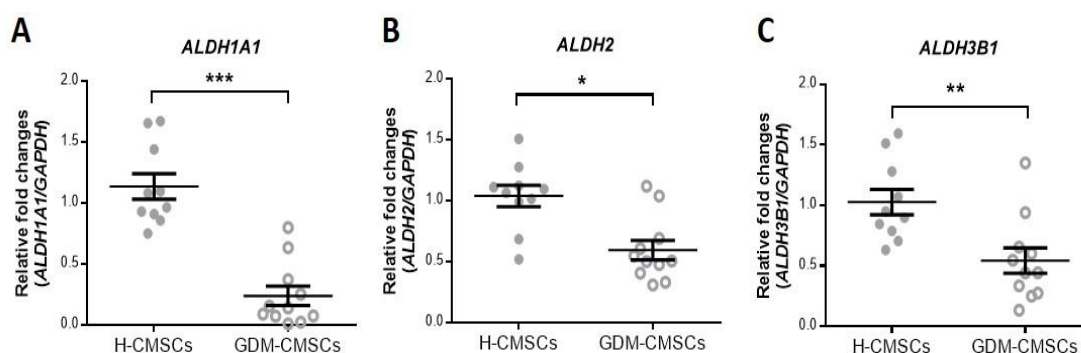 A
ALDH1A1
***
Relative fold changes
(ALDH1A1/GAPDH)
2.0
1.5
1.0
0.5
0.0
H-CMSCs
GDM-CMSCs
B
ALDH2
*
Relative fold changes
(ALDH2/GAPDH)
2.0
1.5
1.0
0.5
0.0
H-CMSCs
GDM-CMSCs
C
ALDH3B1
**
Relative fold changes
(ALDH3B1/GAPDH)
2.0
1.5
1.0
0.5
0.0
H-CMSCs
GDM-CMSCs